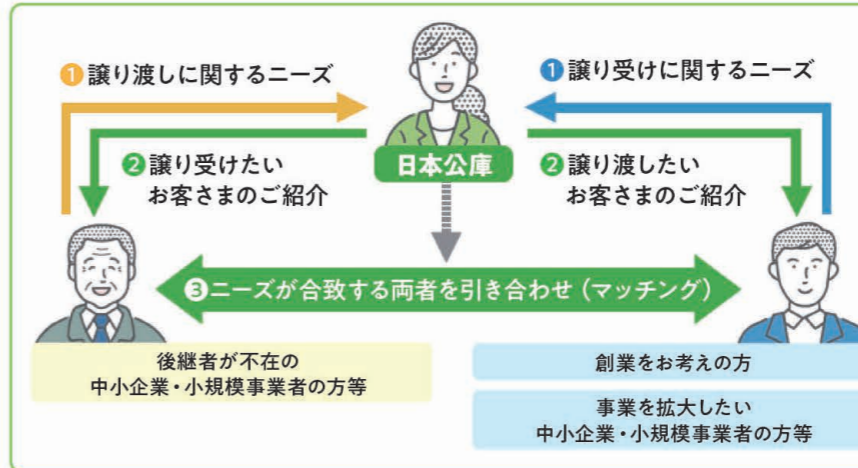 ❶譲り渡しに関するニーズ
❶譲り受けに関するニーズ
❷譲り受けたい
お客さまのご紹介
日本公庫
❷譲り渡したい
お客さまのご紹介
❸ニーズが合致する両者を引き合わせ（マッチング）
後継者が不在の
中小企業・小規模事業者の方等
創業をお考えの方
事業を拡大したい
中小企業・小規模事業者の方等